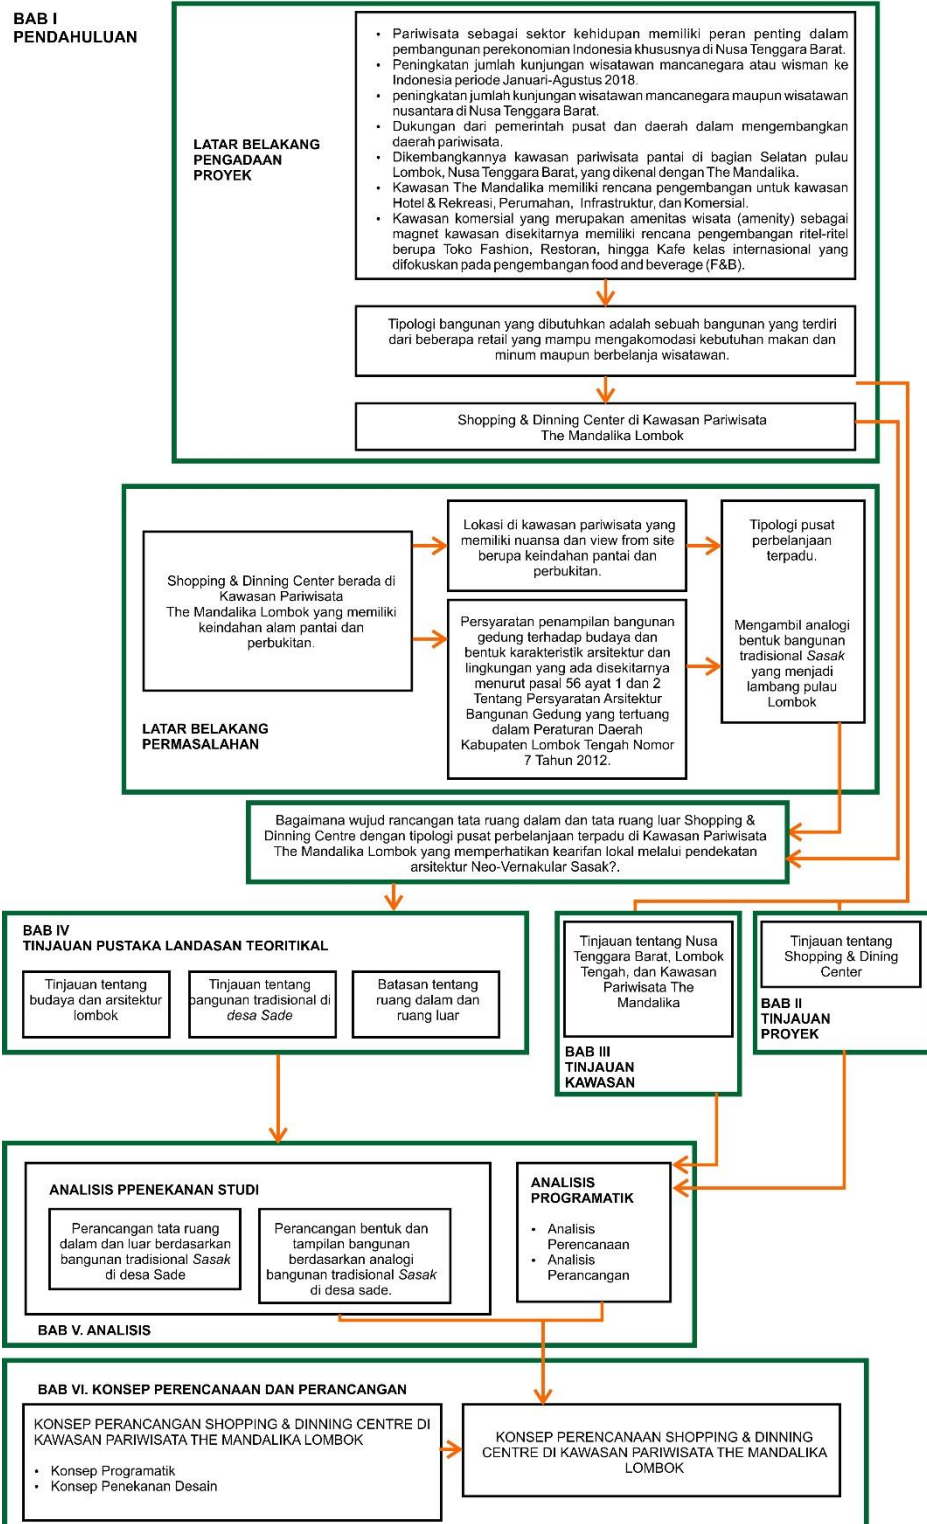 BAB I
PENDAHULUAN
LATAR BELAKANG
PENGADAAN
PROYEK
• Pariwisata sebagai sektor kehidupan memiliki peran penting dalam
pembangunan perekonomian Indonesia khususnya di Nusa Tenggara Barat.
• Peningkatan jumlah kunjungan wisatawan mancanegara atau wisman ke
Indonesia periode Januari-Agustus 2018.
• peningkatan jumlah kunjungan wisatawan mancanegara maupun wisatawan
nusantara di Nusa Tenggara Barat.
• Dukungan dari pemerintah pusat dan daerah dalam mengembangkan
daerah pariwisata.
• Dikembangkannya kawasan pariwisata pantai di bagian Selatan pulau
Lombok, Nusa Tenggara Barat, yang dikenal dengan The Mandalika.
• Kawasan The Mandalika memiliki rencana pengembangan untuk kawasan
Hotel & Rekreasi, Perumahan, Infrastruktur, dan Komersial.
• Kawasan komersial yang merupakan amenitas wisata (amenity) sebagai
magnet kawasan disekitarnya memiliki rencana pengembangan ritel-ritel
berupa Toko Fashion, Restoran, hingga Kafe kelas internasional yang
difokuskan pada pengembangan food and beverage (F&B).
Tipologi bangunan yang dibutuhkan adalah sebuah bangunan yang terdiri
dari beberapa retail yang mampu mengakomodasi kebutuhan makan dan
minum maupun berbelanja wisatawan.
Shopping & Dinning Center di Kawasan Pariwisata
The Mandalika Lombok
Shopping & Dinning Center berada di
Kawasan Pariwisata
The Mandalika Lombok yang memiliki
keindahan alam pantai dan
perbukitan.
LATAR BELAKANG
PERMASALAHAN
Lokasi di kawasan pariwisata yang
memiliki nuansa dan view from site
berupa keindahan pantai dan
perbukitan.
Persyaratan penampilan bangunan
gedung terhadap budaya dan
bentuk karakteristik arsitektur dan
lingkungan yang ada disekitarnya
menurut pasal 56 ayat 1 dan 2
Tentang Persyaratan Arsitektur
Bangunan Gedung yang tertuang
dalam Peraturan Daerah
Kabupaten Lombok Tengah Nomor
7 Tahun 2012.
Tipologi pusat
perbelanjaan
terpadu.
Mengambil analogi
bentuk bangunan
tradisional Sasak
yang menjadi
lambang pulau
Lombok
Bagaimana wujud rancangan tata ruang dalam dan tata ruang luar Shopping &
Dinning Centre dengan tipologi pusat perbelanjaan terpadu di Kawasan Pariwisata
The Mandalika Lombok yang memperhatikan kearifan lokal melalui pendekatan
arsitektur Neo-Vernakular Sasak?.
BAB IV
TINJAUAN PUSTAKA LANDASAN TEORITIKAL
Tinjauan tentang
budaya dan arsitektur
lombok
Tinjauan tentang
bangunan tradisional di
desa Sade
Batasan tentang
ruang dalam dan
ruang luar
Tinjauan tentang Nusa
Tenggara Barat, Lombok
Tengah, dan Kawasan
Pariwisata The
Mandalika
BAB III
TINJAUAN
KAWASAN
Tinjauan tentang
Shopping & Dining
Center
BAB II
TINJAUAN
PROYEK
ANALISIS PPENEKANAN STUDI
Perancangan tata ruang
dalam dan luar berdasarkan
bangunan tradisional Sasak
di desa Sade
Perancangan bentuk dan
tampilan bangunan
berdasarkan analogi
bangunan tradisional Sasak
di desa sade.
ANALISIS
PROGRAMATIK
• Analisis
Perencanaan
• Analisis
Perancangan
BAB V. ANALISIS
BAB VI. KONSEP PERENCANAAN DAN PERANCANGAN
KONSEP PERANCANGAN SHOPPING & DINNING CENTRE DI
KAWASAN PARIWISATA THE MANDALIKA LOMBOK
• Konsep Programatik
• Konsep Penekanan Desain
KONSEP PERENCANAAN SHOPPING & DINNING
CENTRE DI KAWASAN PARIWISATA THE MANDALIKA
LOMBOK